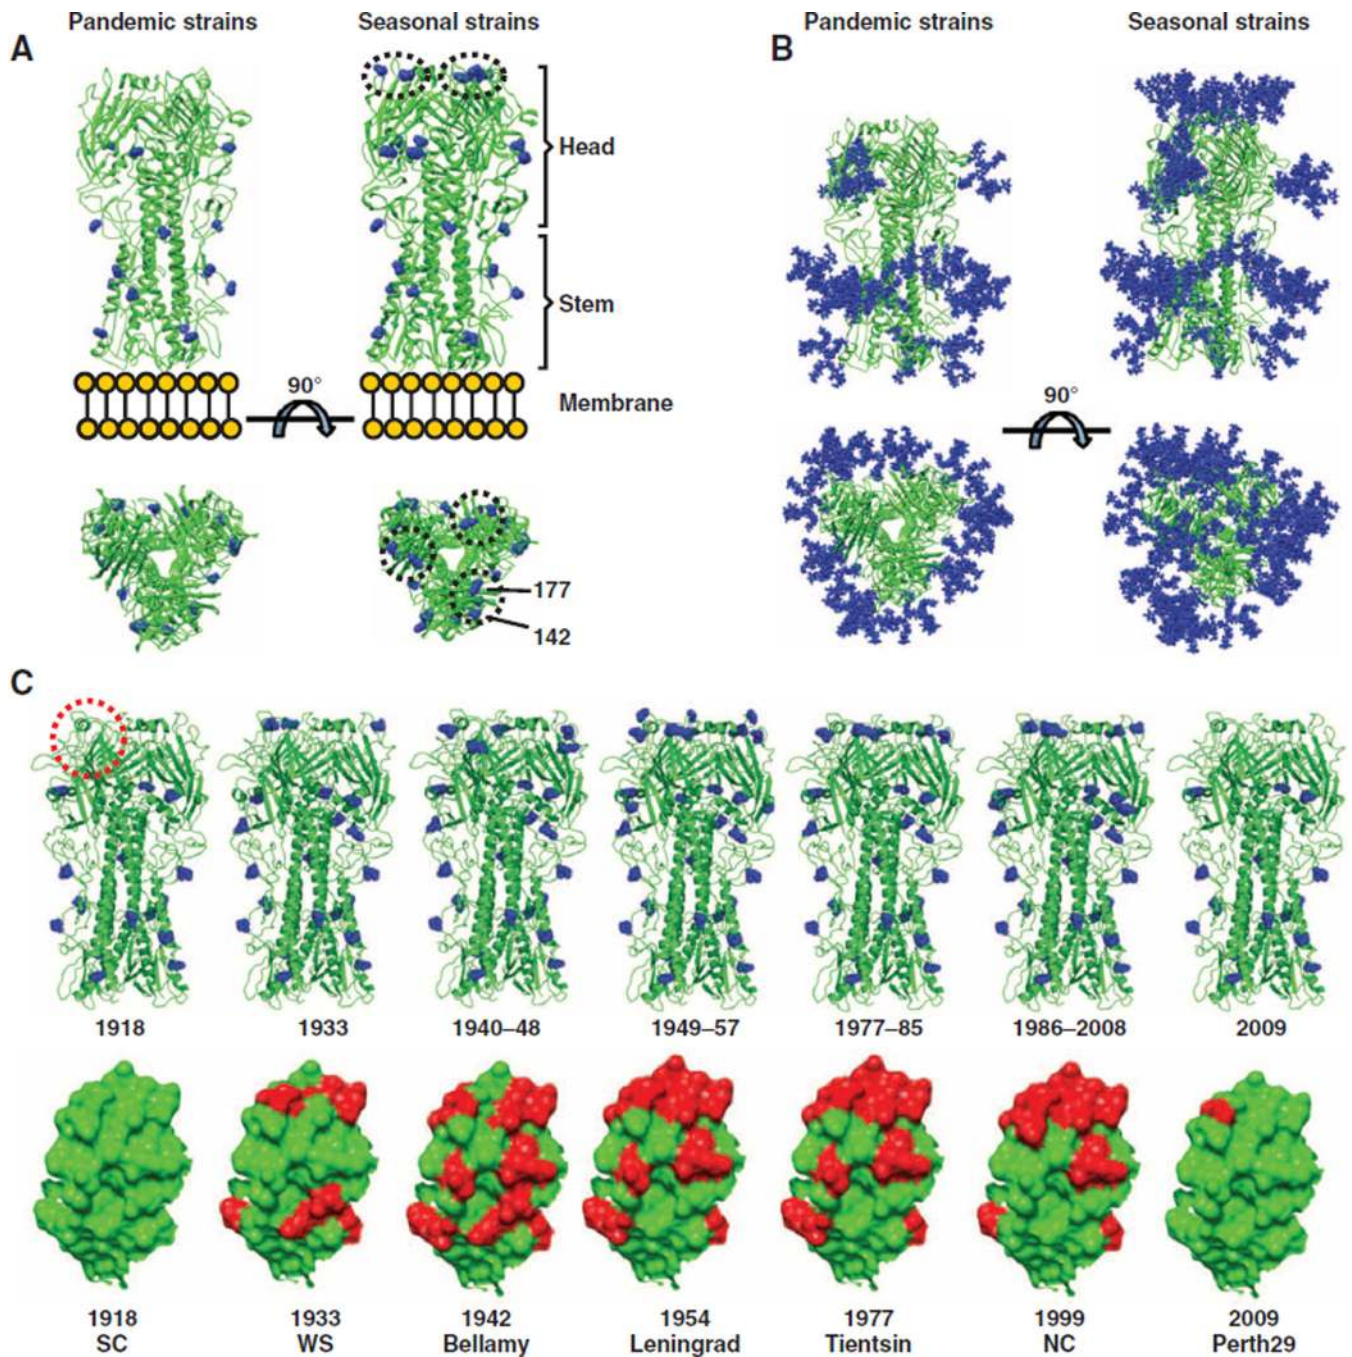 Pandemic strains Seasonal strains Pandemic strains Seasonal strains
A B
Head
Stem
90°
Membrane
90°
177
142
C
1918 1933 1940–48 1949–57 1977–85 1986–2008 2009
1918 1933 1942 1954 1977 1999 2009
SC WS Bellamy Leningrad Tientsin NC Perth29